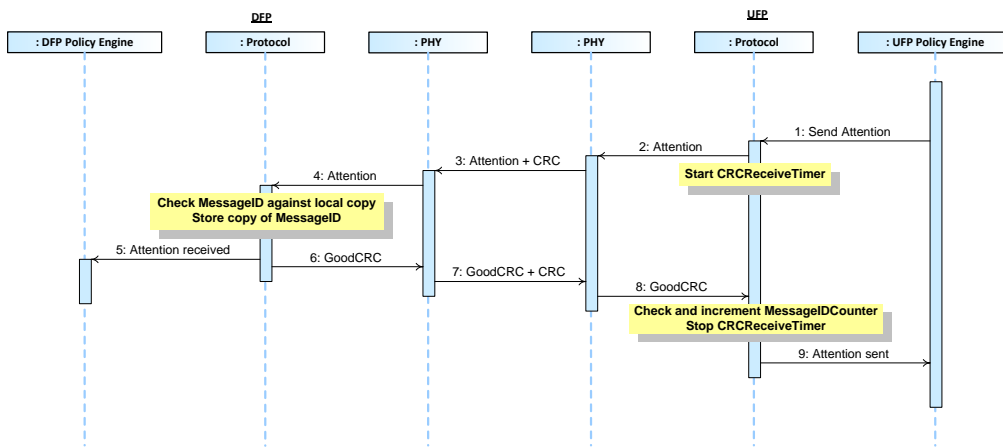 DFP
UFP
: DFP Policy Engine
: Protocol
: PHY
: PHY
: Protocol
: UFP Policy Engine
1: Send Attention
2: Attention
3: Attention + CRC
Start CRCReceiveTimer
4: Attention
Check MessageID against local copy
Store copy of MessageID
5: Attention received
6: GoodCRC
7: GoodCRC + CRC
8: GoodCRC
Check and increment MessageIDCounter
Stop CRCReceiveTimer
9: Attention sent